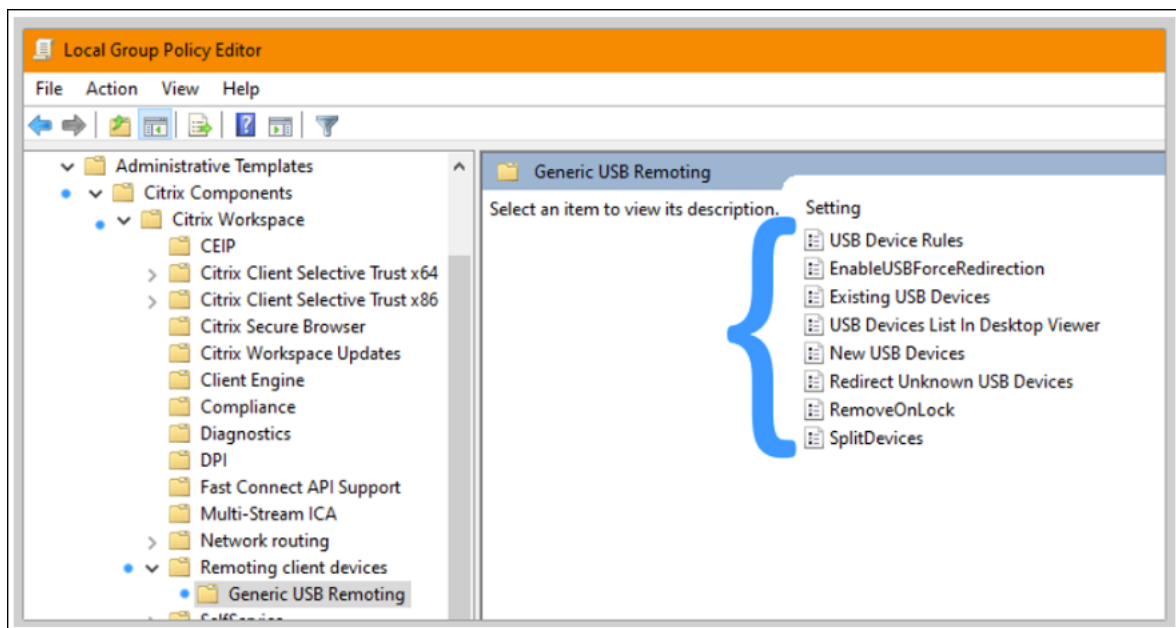 Local Group Policy Editor
File Action View Help
Administrative Templates
Citrix Components
Citrix Workspace
CEIP
Citrix Client Selective Trust x64
Citrix Client Selective Trust x86
Citrix Secure Browser
Citrix Workspace Updates
Client Engine
Compliance
Diagnostics
DPI
Fast Connect API Support
Multi-Stream ICA
Network routing
Remoting client devices
Generic USB Remoting
Generic USB Remoting
Select an item to view its description.
Setting
USB Device Rules
EnableUSBForceRedirection
Existing USB Devices
USB Devices List In Desktop Viewer
New USB Devices
Redirect Unknown USB Devices
RemoveOnLock
SplitDevices